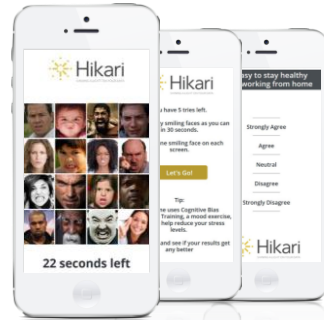 Hikari
22 seconds left
Hikari
have 5 tries left.
y smiling faces as you can
in 30 seconds.
ne smiling face on each
screen.
Let's Go!
Tip:
me uses Cognitive Bias
Training, a mood exercise,
help reduce your stress
levels.
and see if your results get
any better
easy to stay healthy
working from home
Strongly Agree
Agree
Neutral
Disagree
Strongly Disagree
Hikari